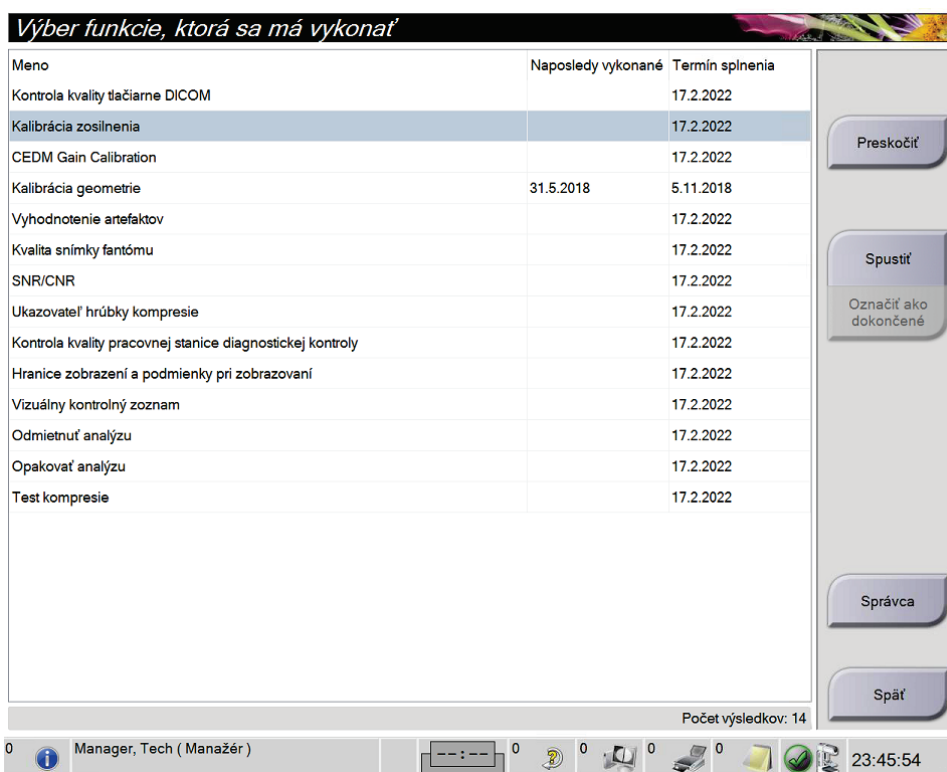 Výber funkcie, ktorá sa má vykonať
Meno Naposledy vykonané Termín splnenia
Kontrola kvality tlačiarne DICOM 17.2.2022
Kalibrácia zosilnenia 17.2.2022
CEDM Gain Calibration 17.2.2022
Kalibrácia geometrie 31.5.2018 5.11.2018
Vyhodnotenie artefaktov 17.2.2022
Kvalita snímky fantómu 17.2.2022
SNR/CNR 17.2.2022
Ukazovateľ hrúbky kompresie 17.2.2022
Kontrola kvality pracovnej stanice diagnostickej kontroly 17.2.2022
Hranice zobrazení a podmienky pri zobrazovaní 17.2.2022
Vizuálny kontrolný zoznam 17.2.2022
Odmietnuť analýzu 17.2.2022
Opakovať analýzu 17.2.2022
Test kompresie 17.2.2022
Počet výsledkov: 14
Preskočiť
Spustiť
Označiť ako
dokončené
Správca
Späť
0 Manager, Tech ( Manažér ) --:-- 0 0 0 0 23:45:54